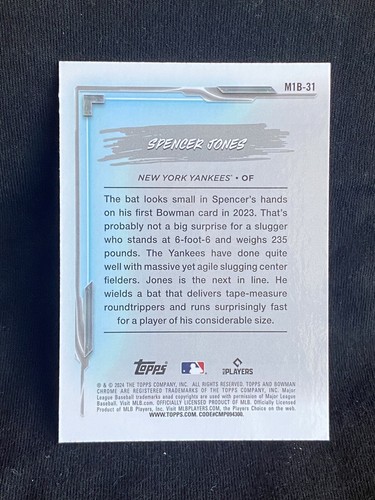 M1B-31
SPENCER JONES
NEW YORK YANKEES® • OF
The bat looks small in Spencer's hands
on his first Bowman card in 2023. That's
probably not a big surprise for a slugger
who stands at 6-foot-6 and weighs 235
pounds. The Yankees have done quite
well with massive yet agile slugging center
fielders. Jones is the next in line. He
wields a bat that delivers tape-measure
roundtrippers and runs surprisingly fast
for a player of his considerable size.
Topps
PLAYERS
® & © 2024 THE TOPPS COMPANY, INC. ALL RIGHTS RESERVED. TOPPS AND BOWMAN
CHROME ARE REGISTERED TRADEMARKS OF THE TOPPS COMPANY, INC. Major
League Baseball trademarks used with permission of Major League
Baseball. Visit MLB.com. OFFICIALLY LICENSED PRODUCT OF MLB. Officially Licensed
Product of MLB Players, Inc. Visit MLBPLAYERS.COM, the Players Choice on the web.
WWW.TOPPS.COM. CODE#CMP094300.